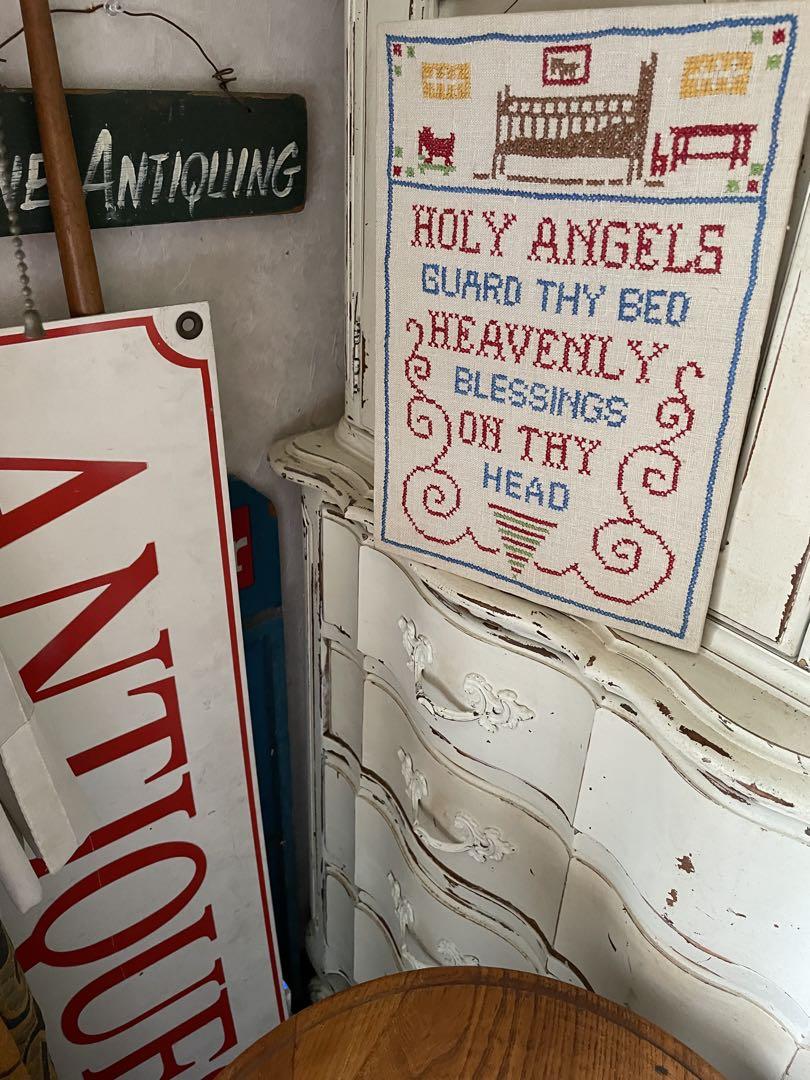 ANTIQUING
ANTIQUE
HOLY ANGELS
GUARD THY BED
HEAVENLY
BLESSINGS
ON THY
HEAD